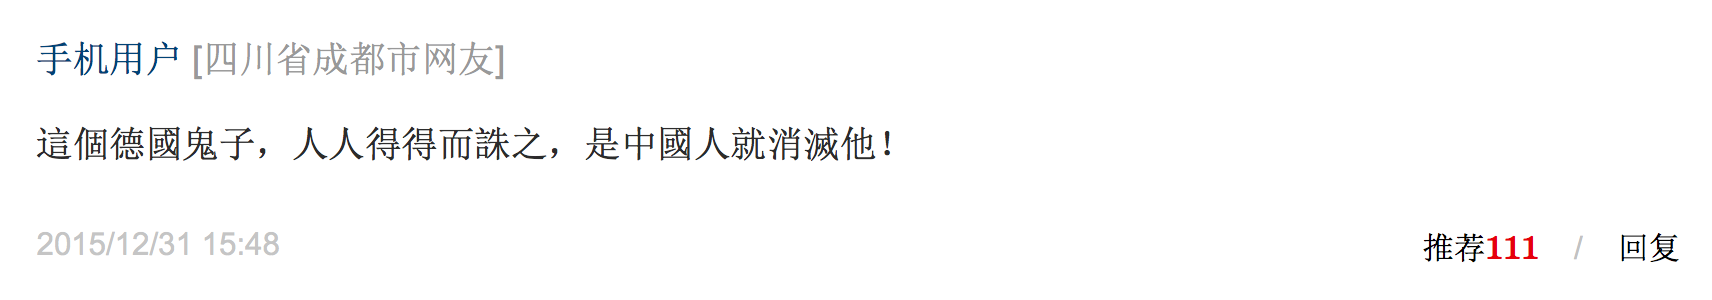 手机用户 [四川省成都市网友]
這個德國鬼子，人人得得而誅之，是中國人就消滅他！
2015/12/31 15:48
推荐111 / 回复